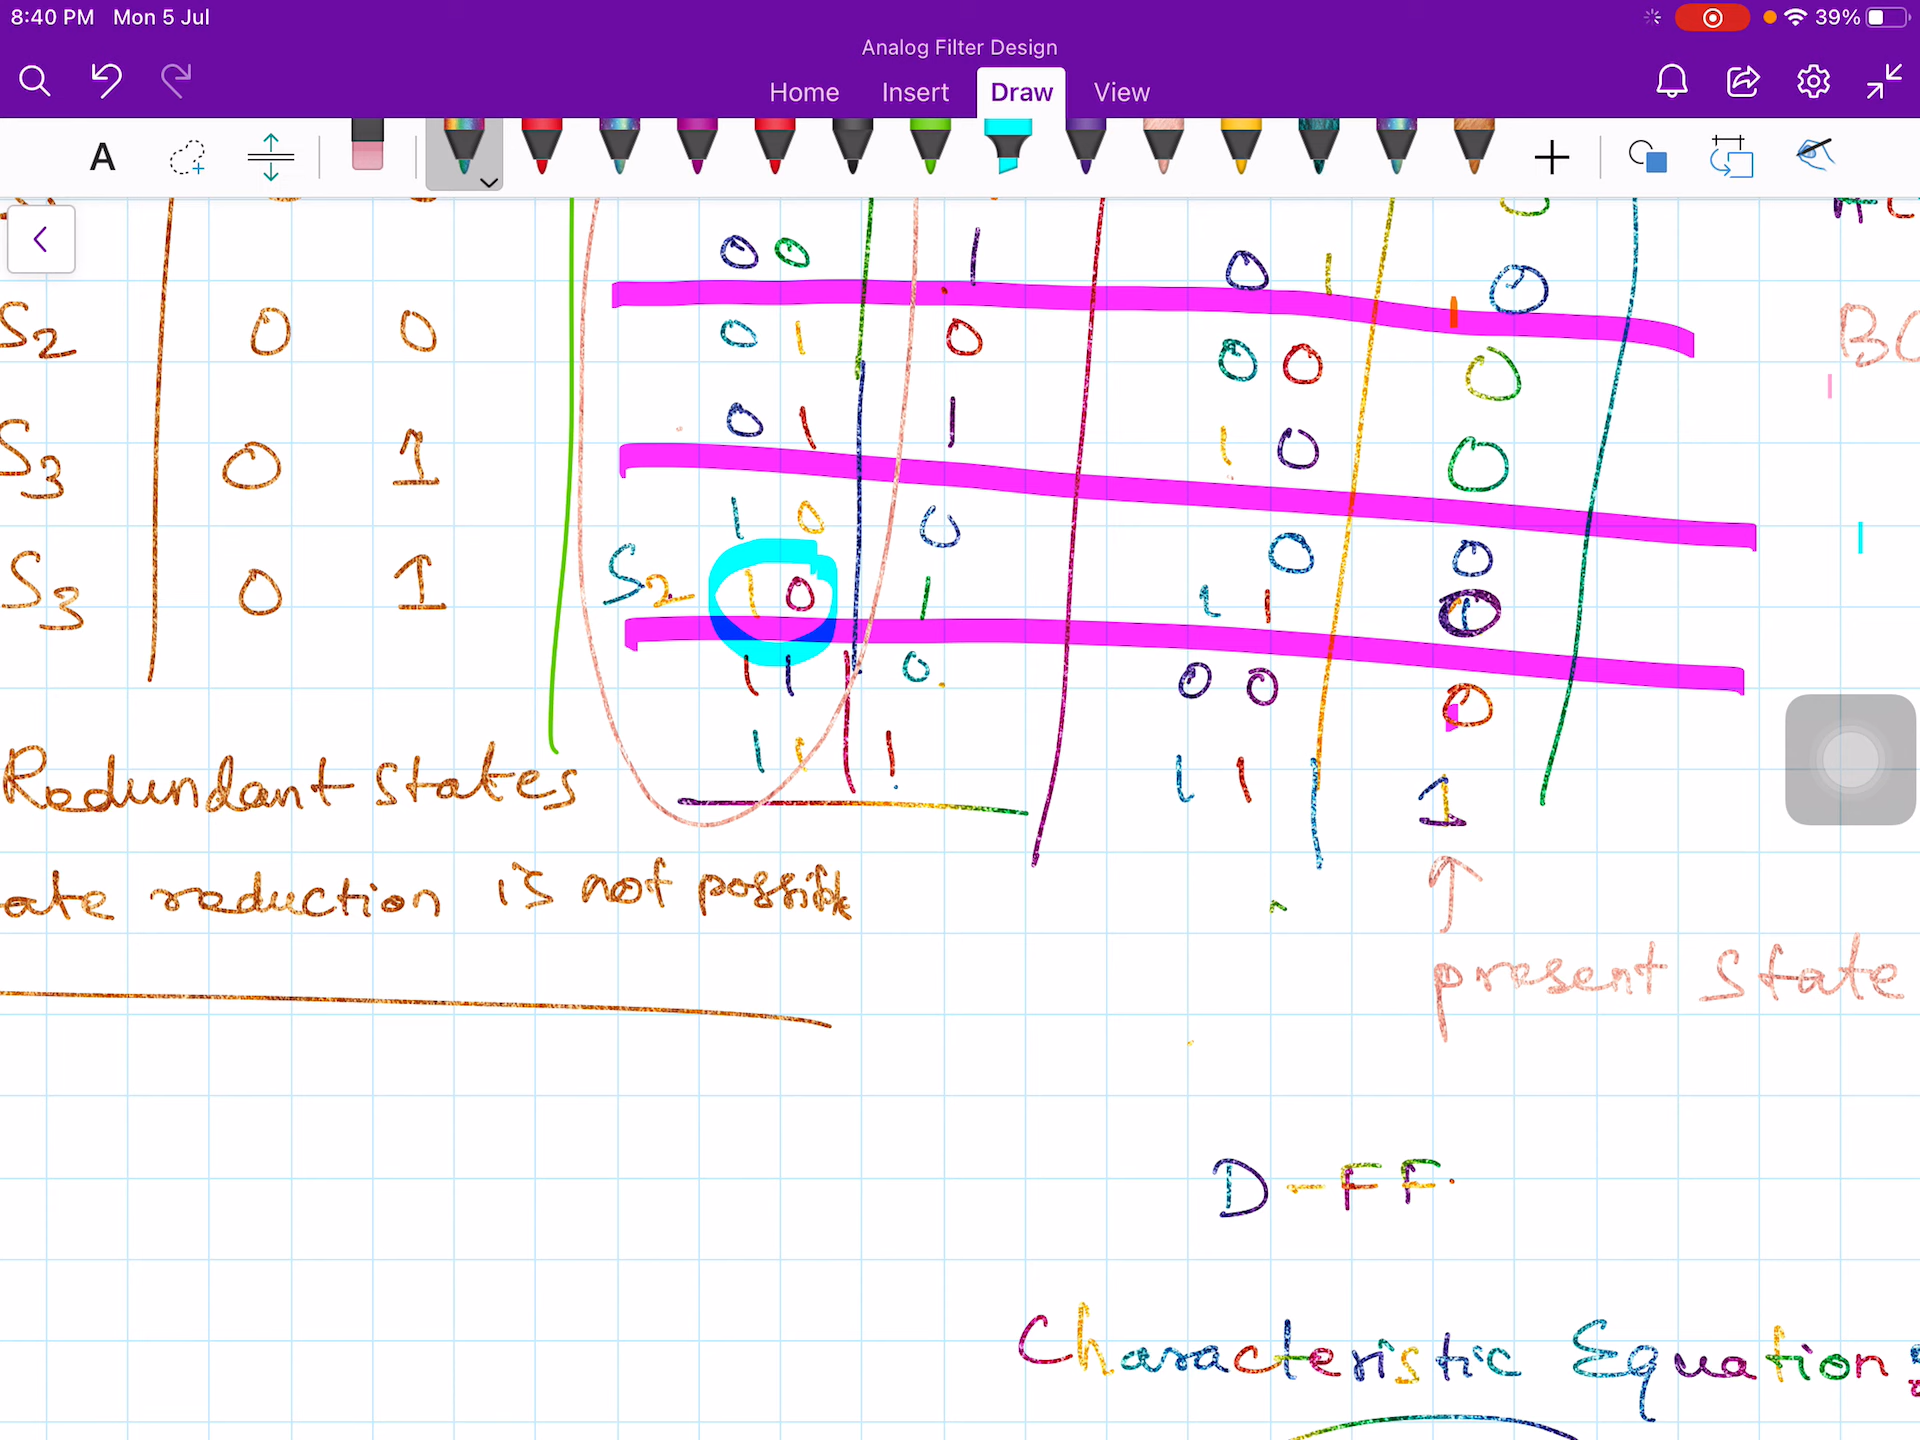 8:40 PM Mon 5 Jul 39%
Analog Filter Design
Home Insert Draw View
A
0 0 1 0 1 0
S2 0 0 0 1 0 0 0 0
BC
0 1 1 1 0 0
S3 0 1 1 0 0 0 0
S3 0 1 S2 1 0 1 1 1
1 1 0 0 0 0
1 1 1 1 1 1
Redundant states
ate reduction is not possible
present state
D-FF.
Characteristic Equation